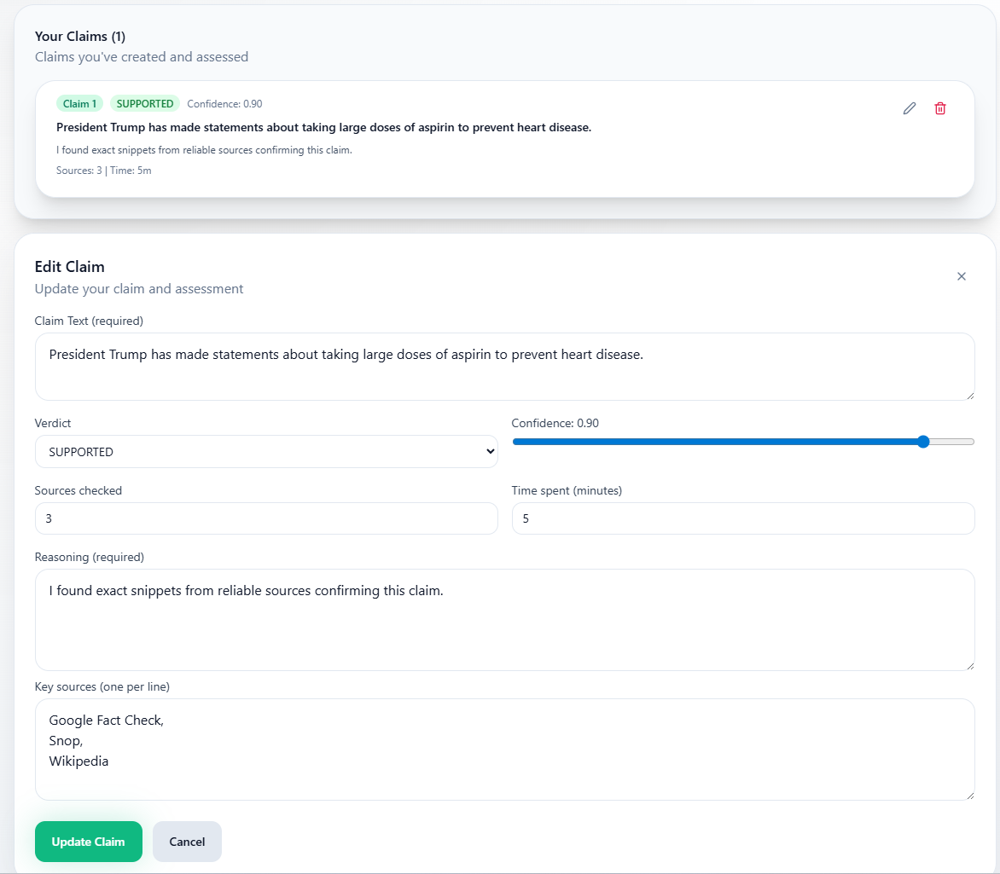 Your Claims (1)
Claims you've created and assessed
Claim 1 SUPPORTED Confidence: 0.90
President Trump has made statements about taking large doses of aspirin to prevent heart disease.
I found exact snippets from reliable sources confirming this claim.
Sources: 3 | Time: 5m
Edit Claim
Update your claim and assessment
Claim Text (required)
President Trump has made statements about taking large doses of aspirin to prevent heart disease.
Verdict Confidence: 0.90
SUPPORTED
Sources checked Time spent (minutes)
3 5
Reasoning (required)
I found exact snippets from reliable sources confirming this claim.
Key sources (one per line)
Google Fact Check,
Snop,
Wikipedia
Update Claim Cancel